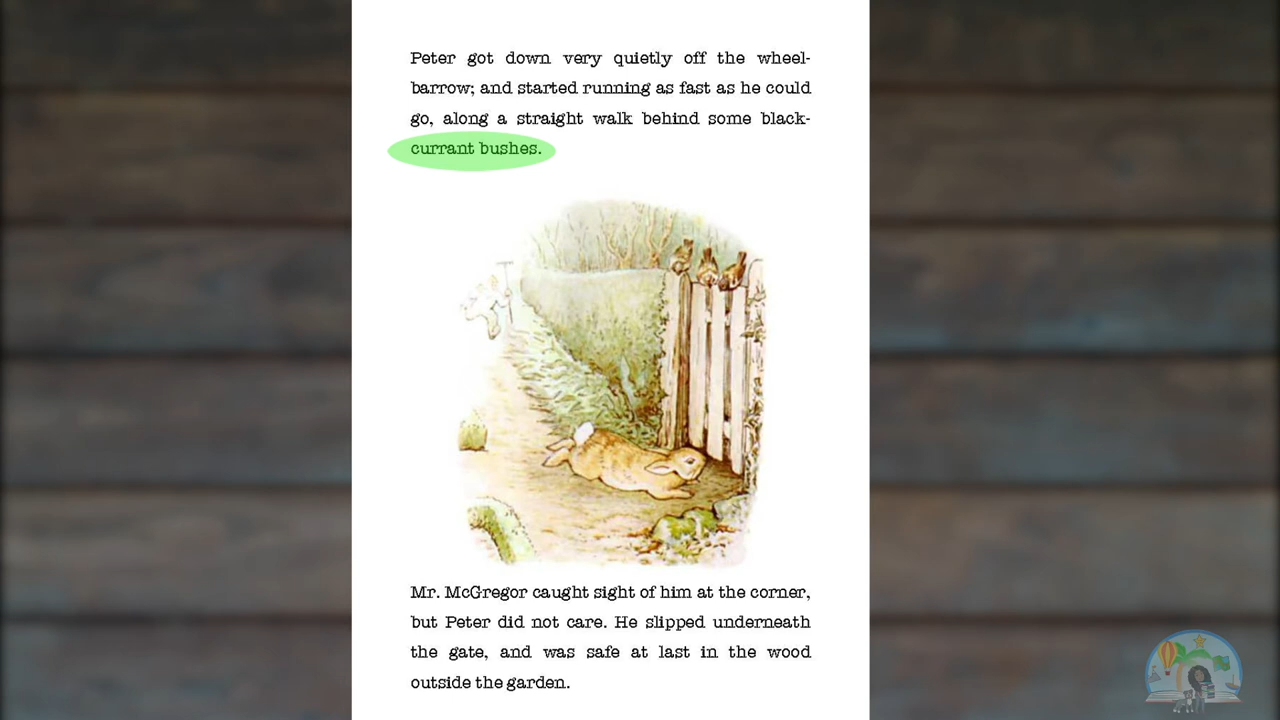 Peter got down very quietly off the wheel-
barrow; and started running as fast as he could
go, along a straight walk behind some black-
currant bushes.
Mr. McGregor caught sight of him at the corner,
but Peter did not care. He slipped underneath
the gate, and was safe at last in the wood
outside the garden.